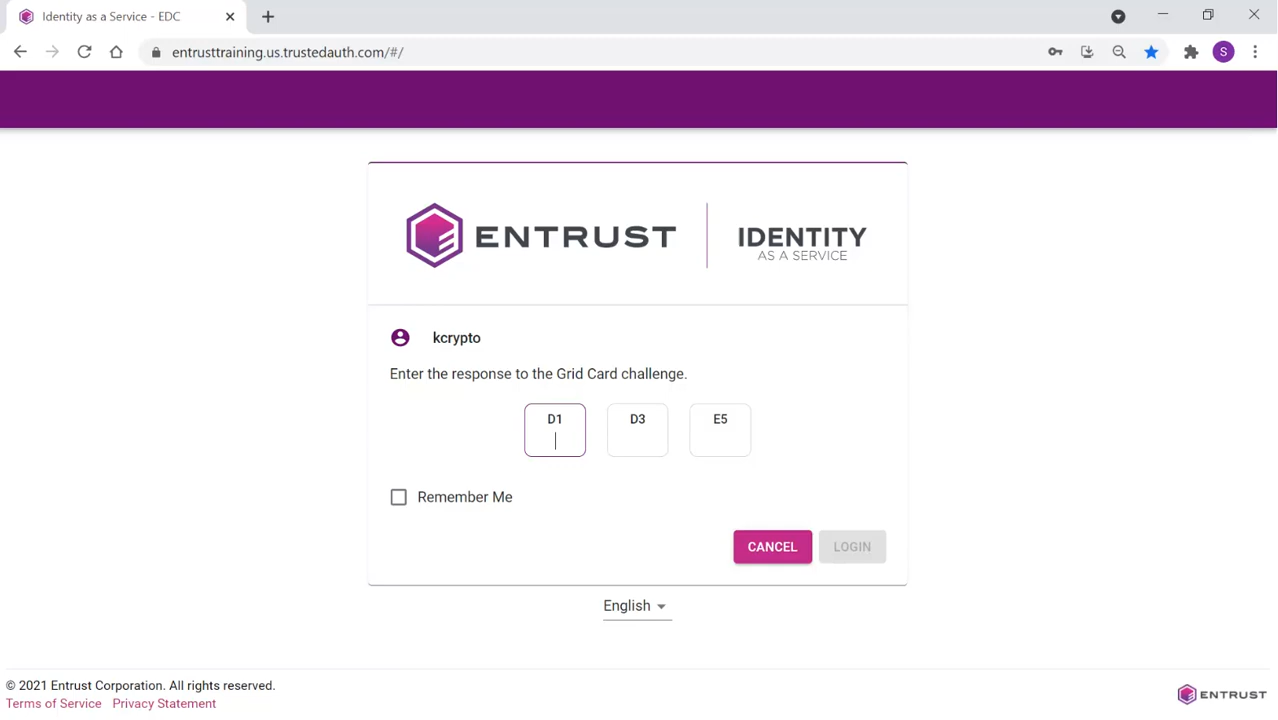 Identity as a Service - EDC
entrusttraining.us.trustedauth.com/#/
S
ENTRUST
IDENTITY
AS A SERVICE
kcrypto
Enter the response to the Grid Card challenge.
D1 D3 E5
Remember Me
CANCEL LOGIN
English
© 2021 Entrust Corporation. All rights reserved.
Terms of Service Privacy Statement
ENTRUST